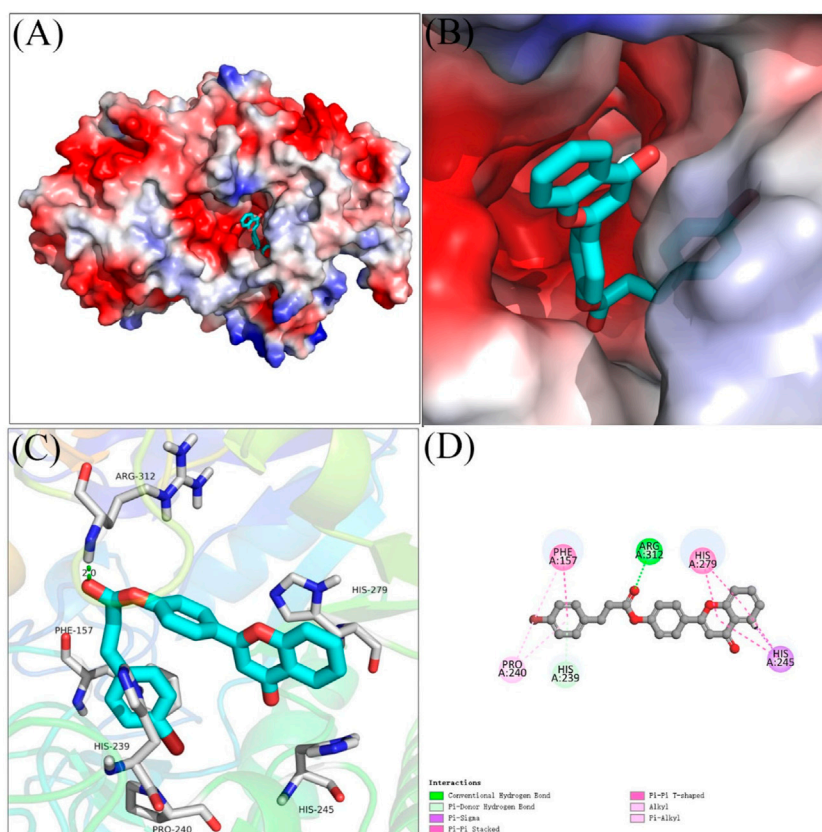 (A)
(B)
(C)
ARG-312
2.0
HIS-279
PHE-157
HIS-239
HIS-245
PRO-240
(D)
PHE
A:157
ARG
A:312
HIS
A:279
PRO
A:240
HIS
A:239
HIS
A:245
Interactions
Conventional Hydrogen Bond
Pi-Donor Hydrogen Bond
Pi-Sigma
Pi-Pi Stacked
Pi-Pi T-shaped
Alkyl
Pi-Alkyl